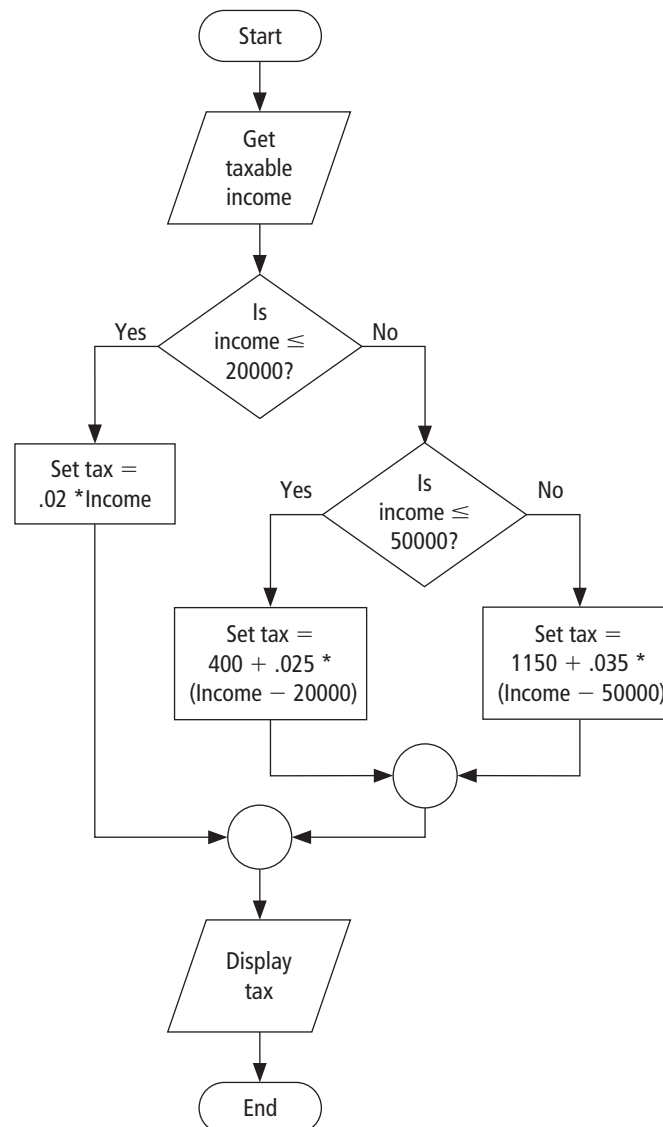 Start
Get
taxable
income
Is
income ≤
20000?
Yes
No
Set tax =
.02 *Income
Is
income ≤
50000?
Yes
No
Set tax =
400 + .025 *
(Income − 20000)
Set tax =
1150 + .035 *
(Income − 50000)
Display
tax
End